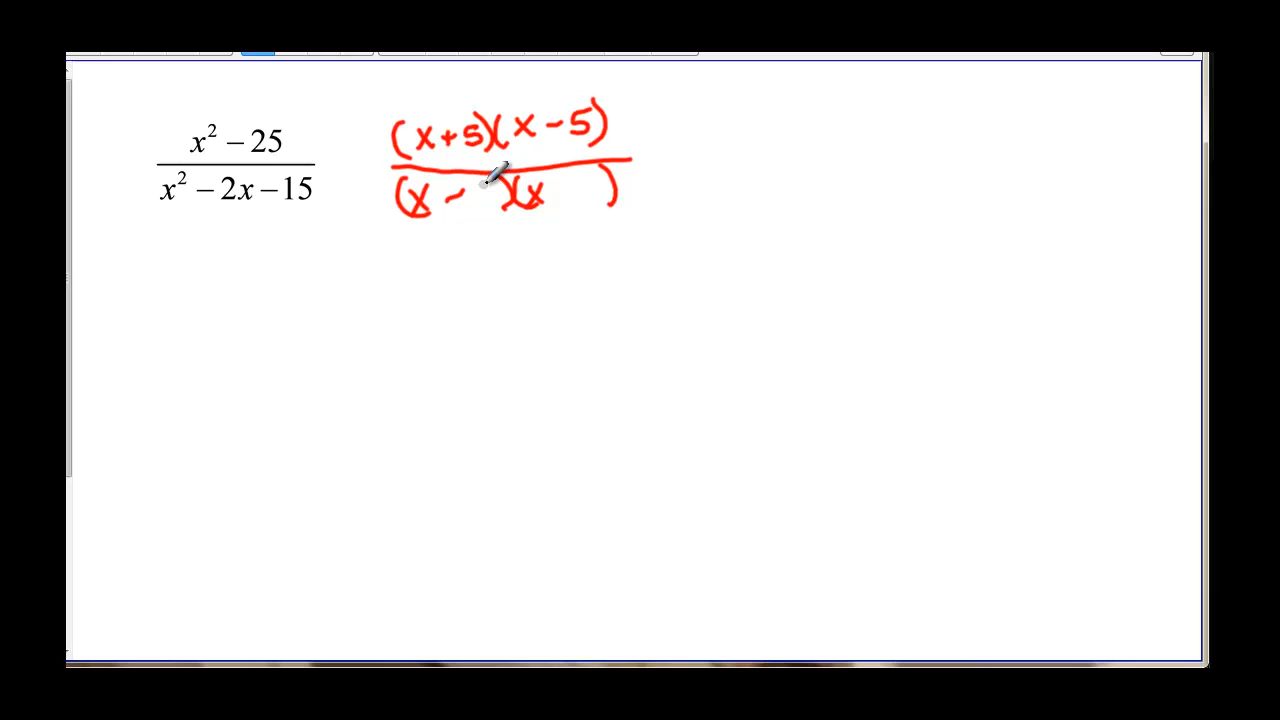 x² − 25
x² − 2x − 15
(x+5)(x−5)
(x − )(x )